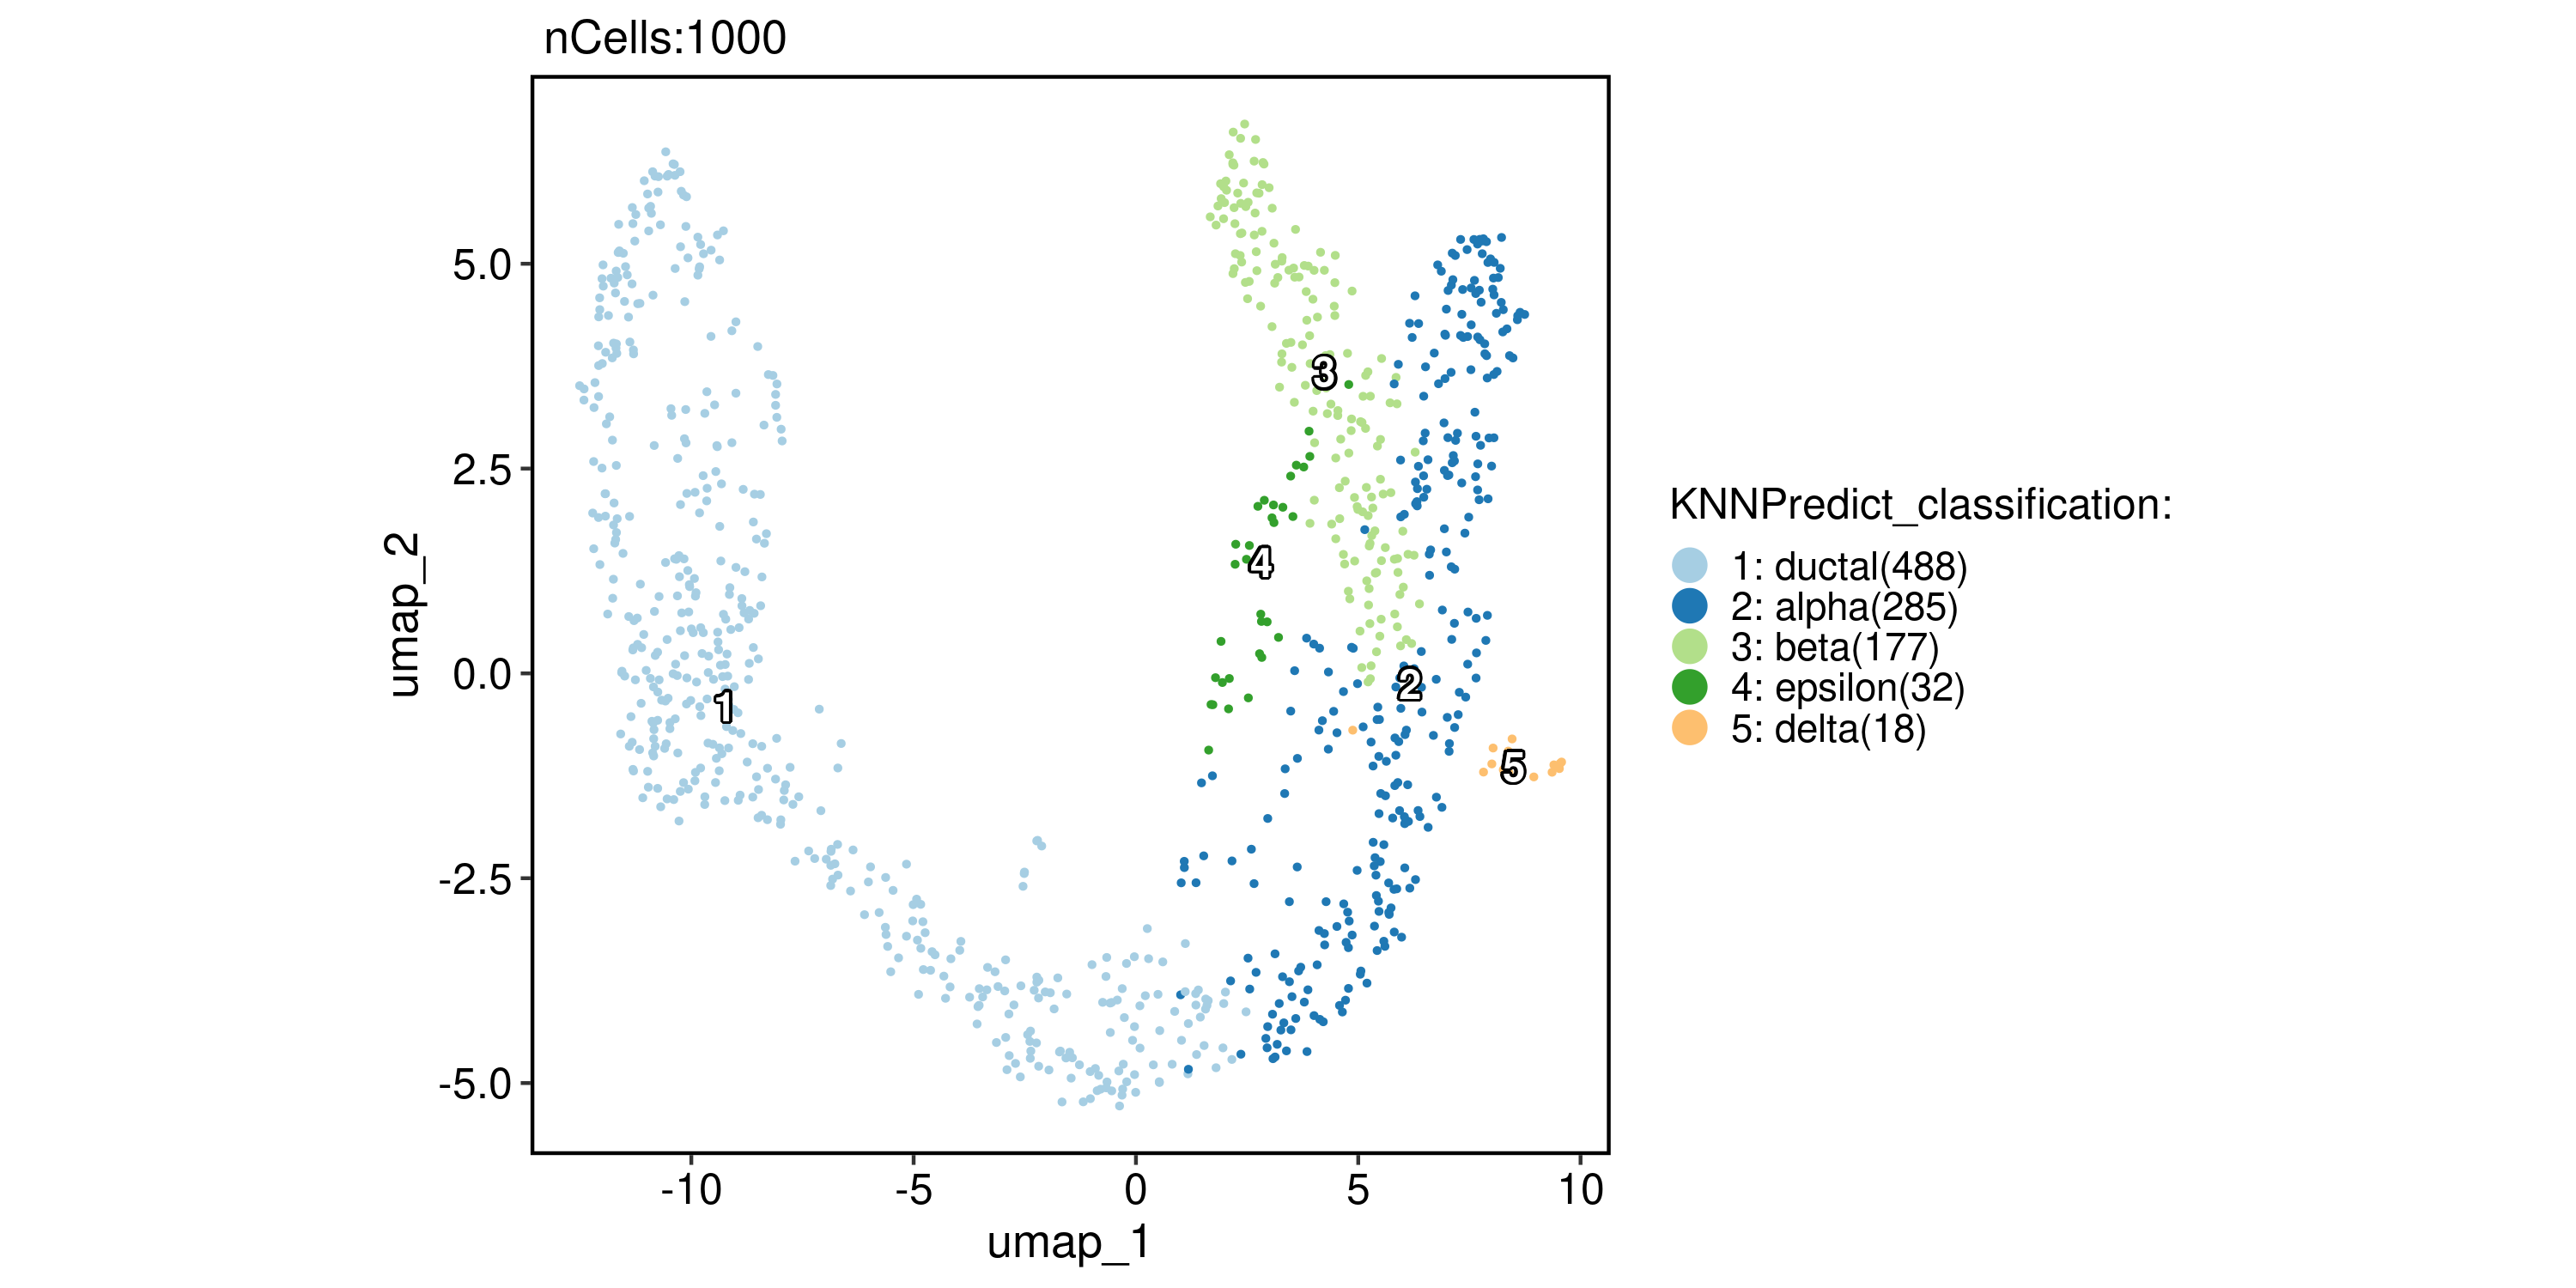 nCells:1000
5.0
2.5
0.0
-2.5
-5.0
umap_2
-10 -5 0 5 10
umap_1
1
2
3
4
5
KNNPredict_classification:
1: ductal(488)
2: alpha(285)
3: beta(177)
4: epsilon(32)
5: delta(18)